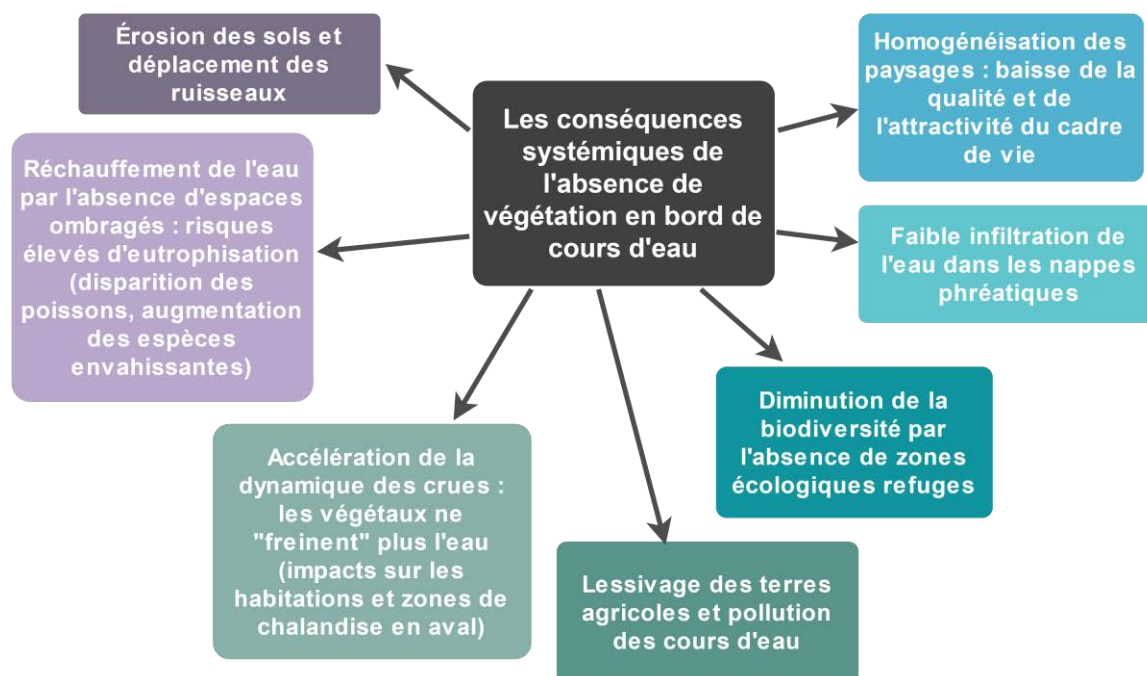 Érosion des sols et
déplacement des
ruisseaux
Les conséquences
systémiques de
l'absence de
végétation en bord de
cours d'eau
Homogénéisation des
paysages : baisse de la
qualité et de
l'attractivité du cadre
de vie
Réchauffement de l'eau
par l'absence d'espaces
ombragés : risques
élevés d'eutrophisation
(disparition des
poissons, augmentation
des espèces
envahissantes)
Faible infiltration de
l'eau dans les nappes
phréatiques
Diminution de la
biodiversité par
l'absence de zones
écologiques refuges
Accélération de la
dynamique des crues :
les végétaux ne
"freinent" plus l'eau
(impacts sur les
habitations et zones de
chalandise en aval)
Lessivage des terres
agricoles et pollution
des cours d'eau